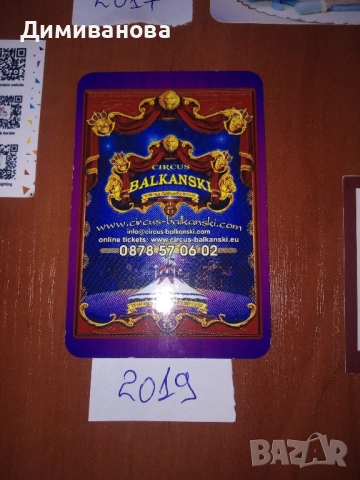 Димиванова
2017
CIRCUS
BALKANSKI
www.circus-balkanski.com
info@circus-balkanski.com
online tickets: www.circus-balkanski.eu
0878 57 06 02
2019
BAZAR